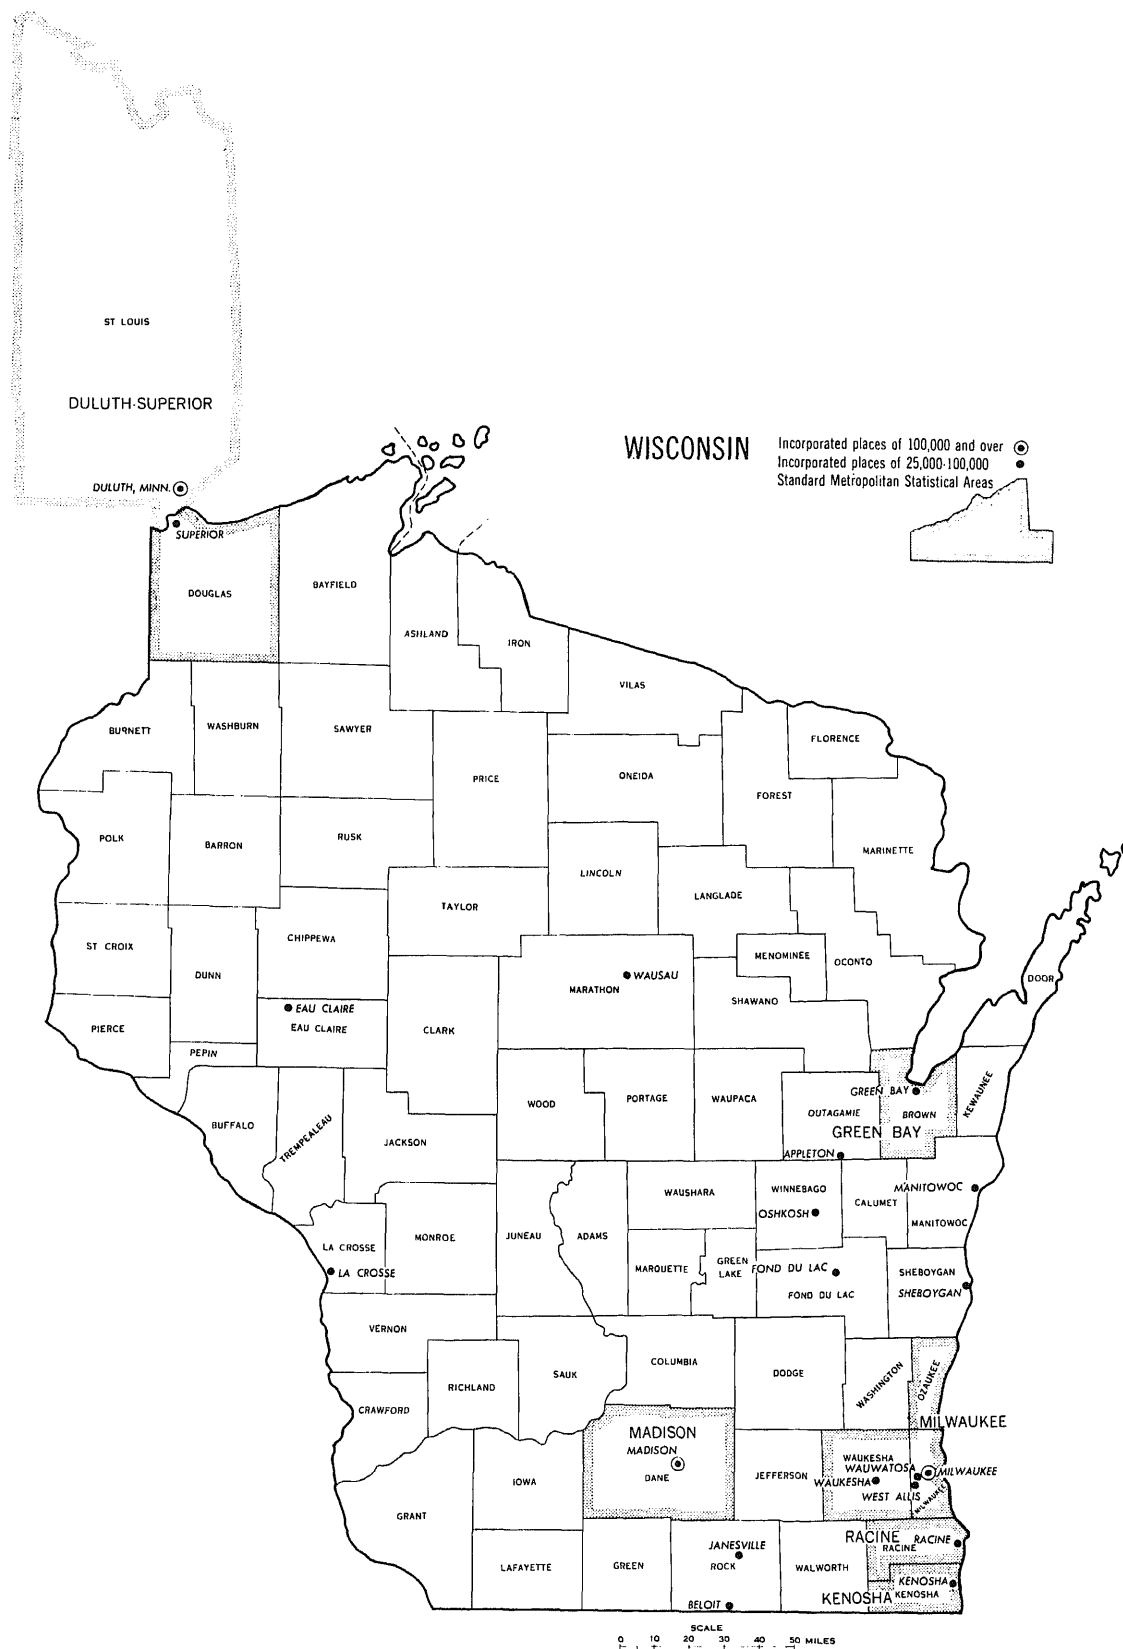 ST LOUIS
DULUTH-SUPERIOR
WISCONSIN
Incorporated places of 100,000 and over
Incorporated places of 25,000-100,000
Standard Metropolitan Statistical Areas
DULUTH, MINN.
SUPERIOR
DOUGLAS
BAYFIELD
ASHLAND
IRON
VILAS
BURNETT
WASHBURN
SAWYER
FLORENCE
PRICE
ONEIDA
FOREST
POLK
BARRON
RUSK
MARINETTE
LINCOLN
LANGLADE
TAYLOR
ST CROIX
CHIPPEWA
DUNN
MENOMINEE
OCONTO
WAUSAU
MARATHON
SHAWANO
DOOR
EAU CLAIRE
EAU CLAIRE
PIERCE
CLARK
PEPIN
WOOD
PORTAGE
WAUPACA
GREEN BAY
OUTAGAMIE
BROWN
KEWAUNEE
GREEN BAY
BUFFALO
TREMPEALEAU
JACKSON
APPLETON
WAUSHARA
WINNEBAGO
MANITOWOC
CALUMET
OSHKOSH
MANITOWOC
LA CROSSE
MONROE
JUNEAU
ADAMS
MARQUETTE
GREEN
LAKE
FOND DU LAC
SHEBOYGAN
LA CROSSE
FOND DU LAC
SHEBOYGAN
VERNON
COLUMBIA
DODGE
WASHINGTON
OZAUKEE
RICHLAND
SAUK
CRAWFORD
MILWAUKEE
MADISON
MADISON
DANE
JEFFERSON
WAUKESHA
WAUWATOSA
MILWAUKEE
WAUKESHA
WEST ALLIS
MILWAUKEE
IOWA
GRANT
RACINE
RACINE
RACINE
JANESVILLE
ROCK
LAFAYETTE
GREEN
WALWORTH
KENOSHA
KENOSHA
KENOSHA
BELOIT
SCALE
0 10 20 30 40 50 MILES